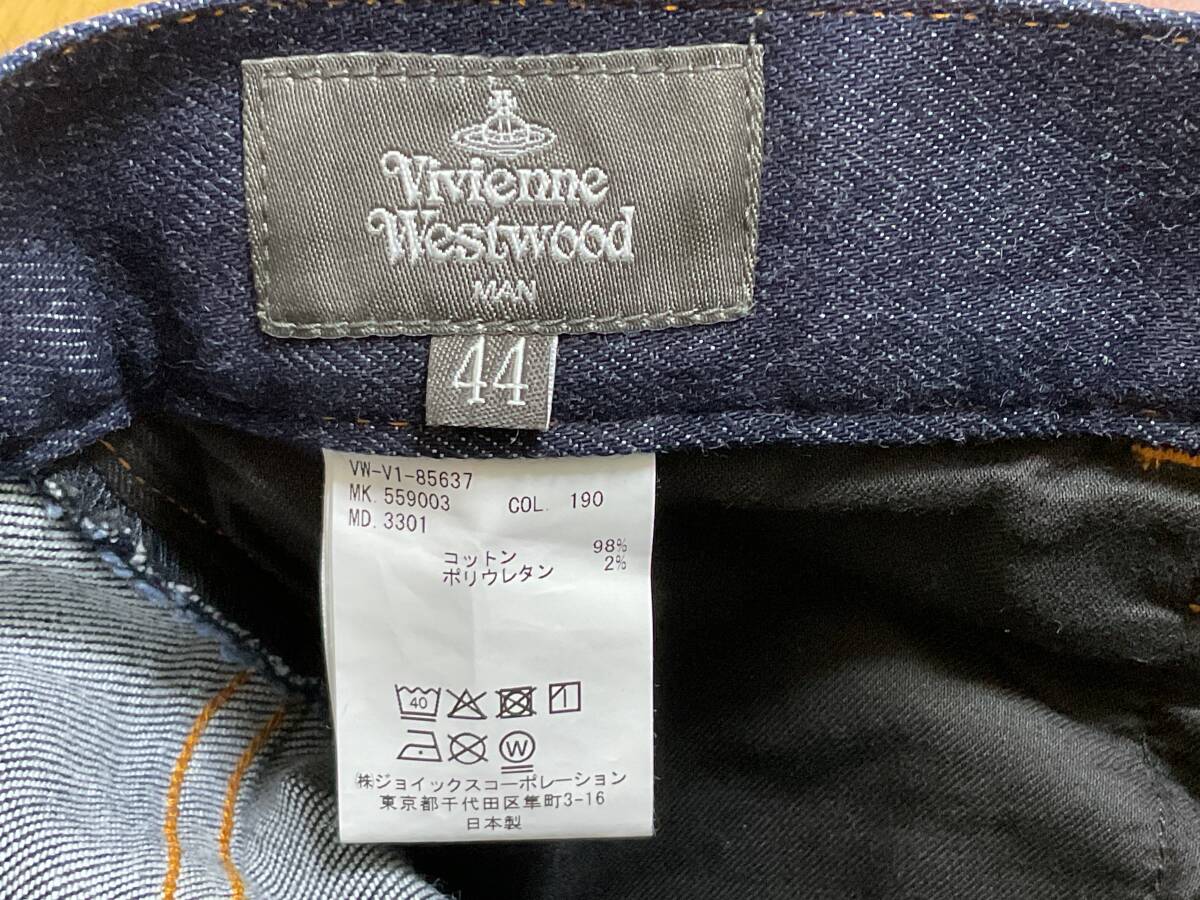 Vivienne
Westwood
MAN
44
VW-V1-85637
MK. 559003 COL. 190
MD. 3301
コットン 98%
ポリウレタン 2%
40
W
㈱ジョイックスコーポレーション
東京都千代田区隼町3-16
日本製